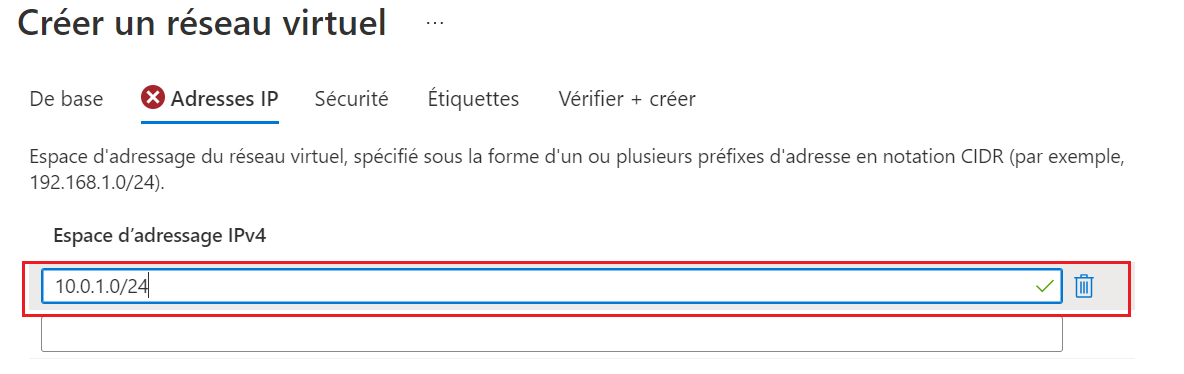 Créer un réseau virtuel ...
De base Adresses IP Sécurité Étiquettes Vérifier + créer
Espace d'adressage du réseau virtuel, spécifié sous la forme d'un ou plusieurs préfixes d'adresse en notation CIDR (par exemple,
192.168.1.0/24).
Espace d’adressage IPv4
10.0.1.0/24